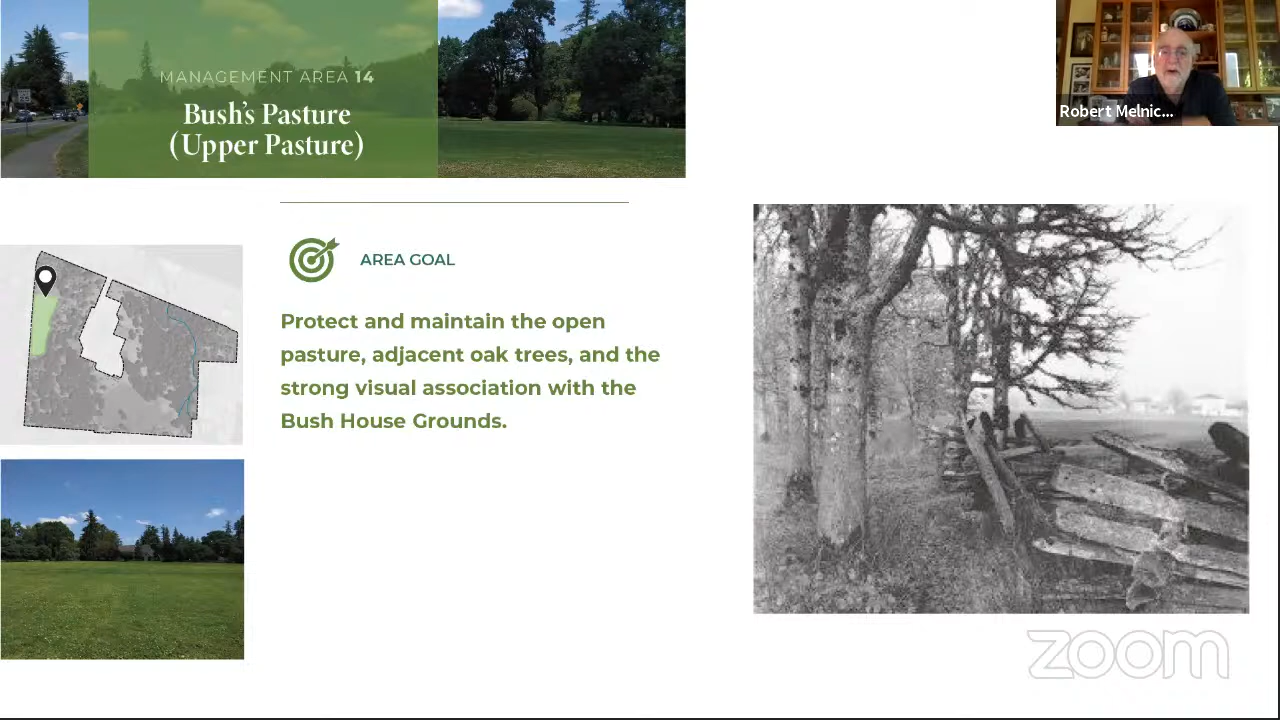 MANAGEMENT AREA 14
Bush's Pasture
(Upper Pasture)
Robert Melnic...
AREA GOAL
Protect and maintain the open
pasture, adjacent oak trees, and the
strong visual association with the
Bush House Grounds.
zoom